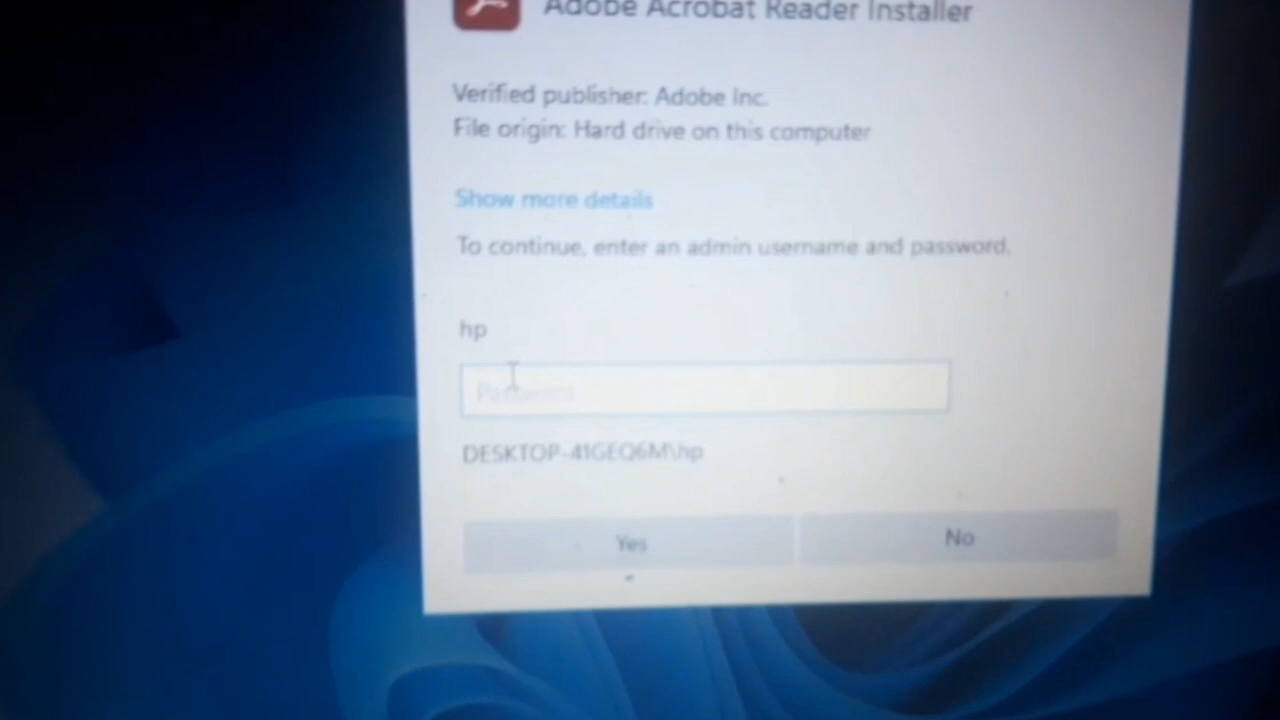 Adobe Acrobat Reader Installer
Verified publisher: Adobe Inc.
File origin: Hard drive on this computer
Show more details
To continue, enter an admin username and password.
hp
Password
DESKTOP-41GEQ6M\hp
Yes
No